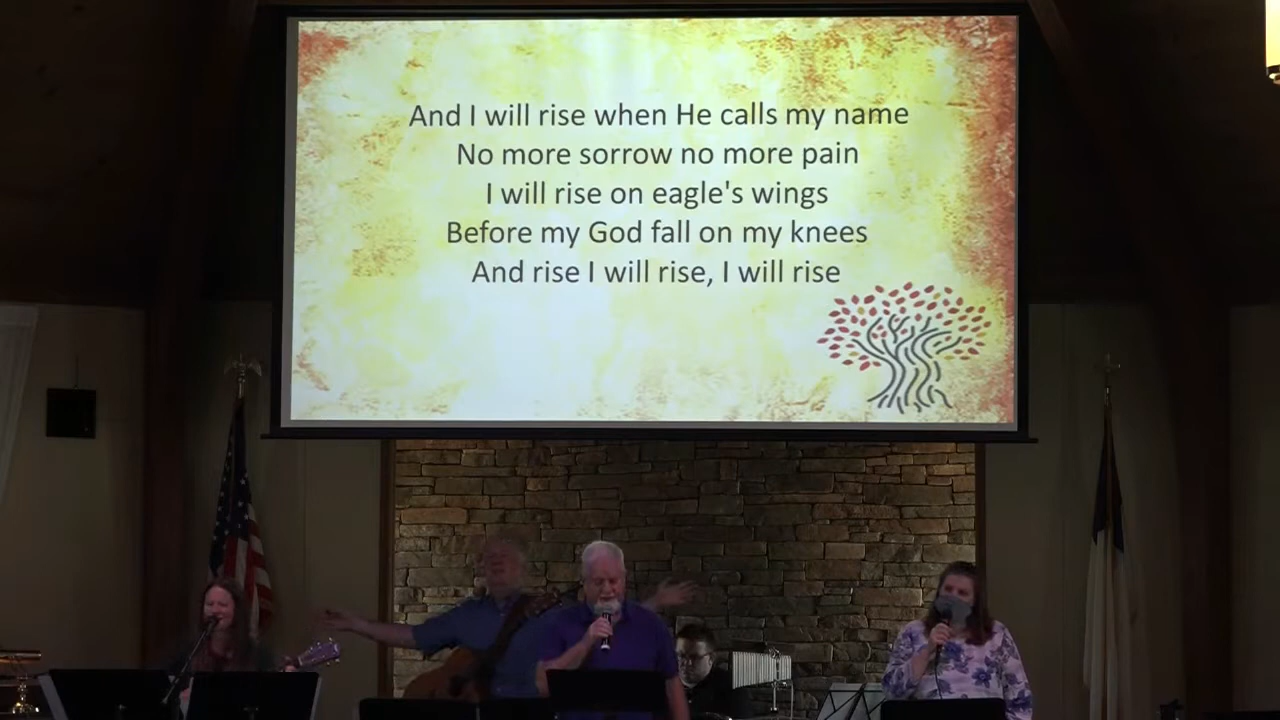 And I will rise when He calls my name
No more sorrow no more pain
I will rise on eagle's wings
Before my God fall on my knees
And rise I will rise, I will rise